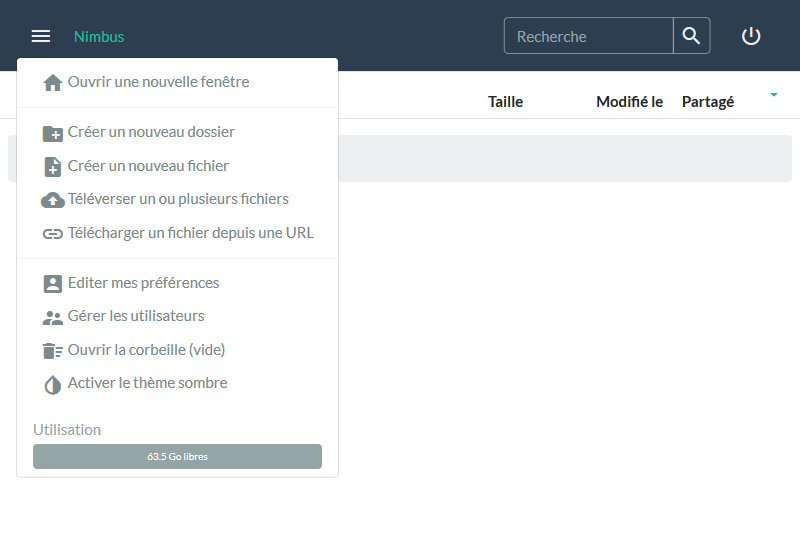 Nimbus
Recherche
Ouvrir une nouvelle fenêtre
Taille Modifié le Partagé
Créer un nouveau dossier
Créer un nouveau fichier
Téléverser un ou plusieurs fichiers
Télécharger un fichier depuis une URL
Editer mes préférences
Gérer les utilisateurs
Ouvrir la corbeille (vide)
Activer le thème sombre
Utilisation
63.5 Go libres